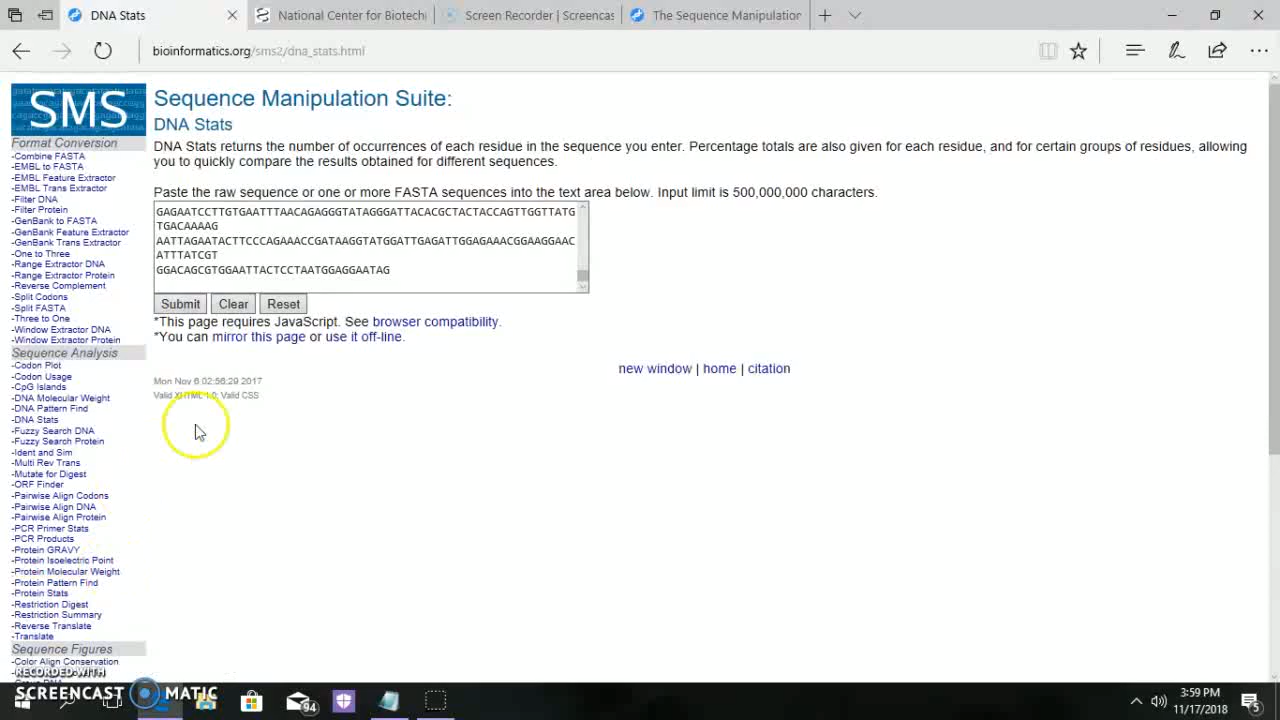 DNA Stats
National Center for Biotech
Screen Recorder | Screencas
The Sequence Manipulation
bioinformatics.org/sms2/dna_stats.html
SMS
Sequence Manipulation Suite:
DNA Stats
DNA Stats returns the number of occurrences of each residue in the sequence you enter. Percentage totals are also given for each residue, and for certain groups of residues, allowing
you to quickly compare the results obtained for different sequences.
Paste the raw sequence or one or more FASTA sequences into the text area below. Input limit is 500,000,000 characters.
GAGAATCCTTGTGAATTTAACAGAGGGTATAGGGATTACACGCTACTACCAGTTGGTTATG
TGACAAAAG
AATTAGAATACTTCCCAGAAACCGATAAGGTATGGATTGAGATTGGAGAAACGGAAGGAAC
ATTTATCGT
GGACAGCGTGGAATTACTCCTAATGGAGGAATAG
Submit
Clear
Reset
*This page requires JavaScript. See browser compatibility.
*You can mirror this page or use it off-line.
new window | home | citation
Mon Nov 6 02:56:29 2017
Valid XHTML 1.0; Valid CSS
Format Conversion
-Combine FASTA
-EMBL to FASTA
-EMBL Feature Extractor
-EMBL Trans Extractor
-Filter DNA
-Filter Protein
-GenBank to FASTA
-GenBank Feature Extractor
-GenBank Trans Extractor
-One to Three
-Range Extractor DNA
-Range Extractor Protein
-Reverse Complement
-Split Codons
-Split FASTA
-Three to One
-Window Extractor DNA
-Window Extractor Protein
Sequence Analysis
-Codon Plot
-Codon Usage
-CpG Islands
-DNA Molecular Weight
-DNA Pattern Find
-DNA Stats
-Fuzzy Search DNA
-Fuzzy Search Protein
-Ident and Sim
-Multi Rev Trans
-Mutate for Digest
-ORF Finder
-Pairwise Align Codons
-Pairwise Align DNA
-Pairwise Align Protein
-PCR Primer Stats
-PCR Products
-Protein GRAVY
-Protein Isoelectric Point
-Protein Molecular Weight
-Protein Pattern Find
-Protein Stats
-Restriction Digest
-Restriction Summary
-Reverse Translate
-Translate
Sequence Figures
-Color Align Conservation
RECORDED WITH
SCREENCAST MATIC
94
3:59 PM
11/17/2018
5